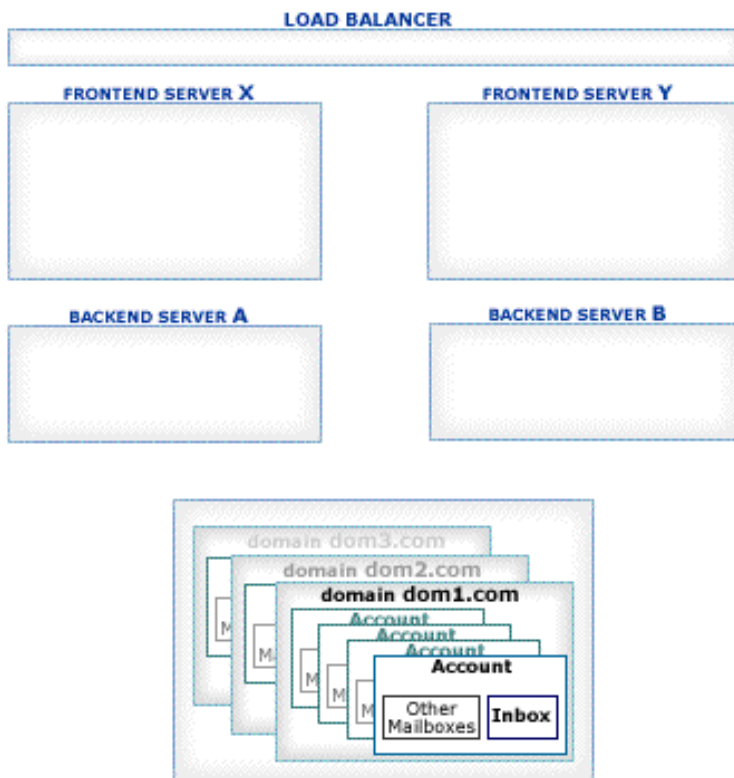 LOAD BALANCER
FRONTEND SERVER X
FRONTEND SERVER Y
BACKEND SERVER A
BACKEND SERVER B
domain dom3.com
domain dom2.com
domain dom1.com
Account
Account
Account
Account
Other
Mailboxes
Inbox